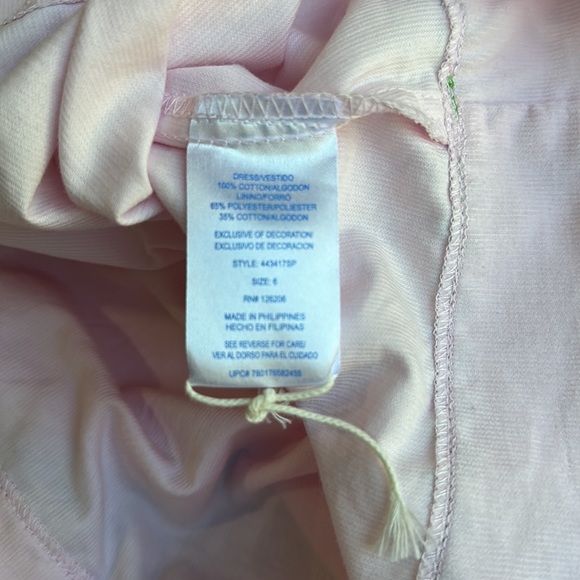 DRESS/VESTIDO
100% COTTON/ALGODON
LINING/FORRO
65% POLYESTER/POLIESTER
35% COTTON/ALGODON
EXCLUSIVE OF DECORATION/
EXCLUSIVO DE DECORACION
STYLE: 443417SP
SIZE: 6
RN# 126208
MADE IN PHILIPPINES
HECHO EN FILIPINAS
SEE REVERSE FOR CARE/
VER AL DORSO PARA EL CUIDADO
UPC#